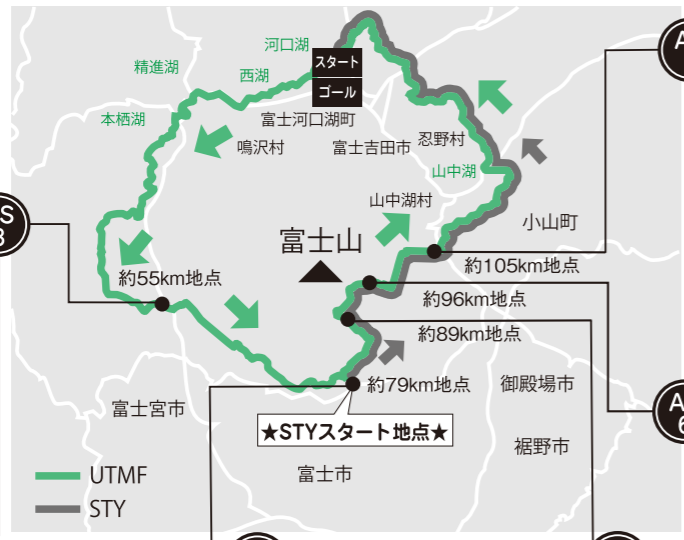 河口湖
スタート
ゴール
精進湖
西湖
本栖湖
富士河口湖町
鳴沢村
富士吉田市
忍野村
山中湖
山中湖村
小山町
富士山
約55km地点
約105km地点
約96km地点
約89km地点
約79km地点
★STYスタート地点★
御殿場市
裾野市
富士宮市
富士市
UTMF
STY
A
S
3
A
6